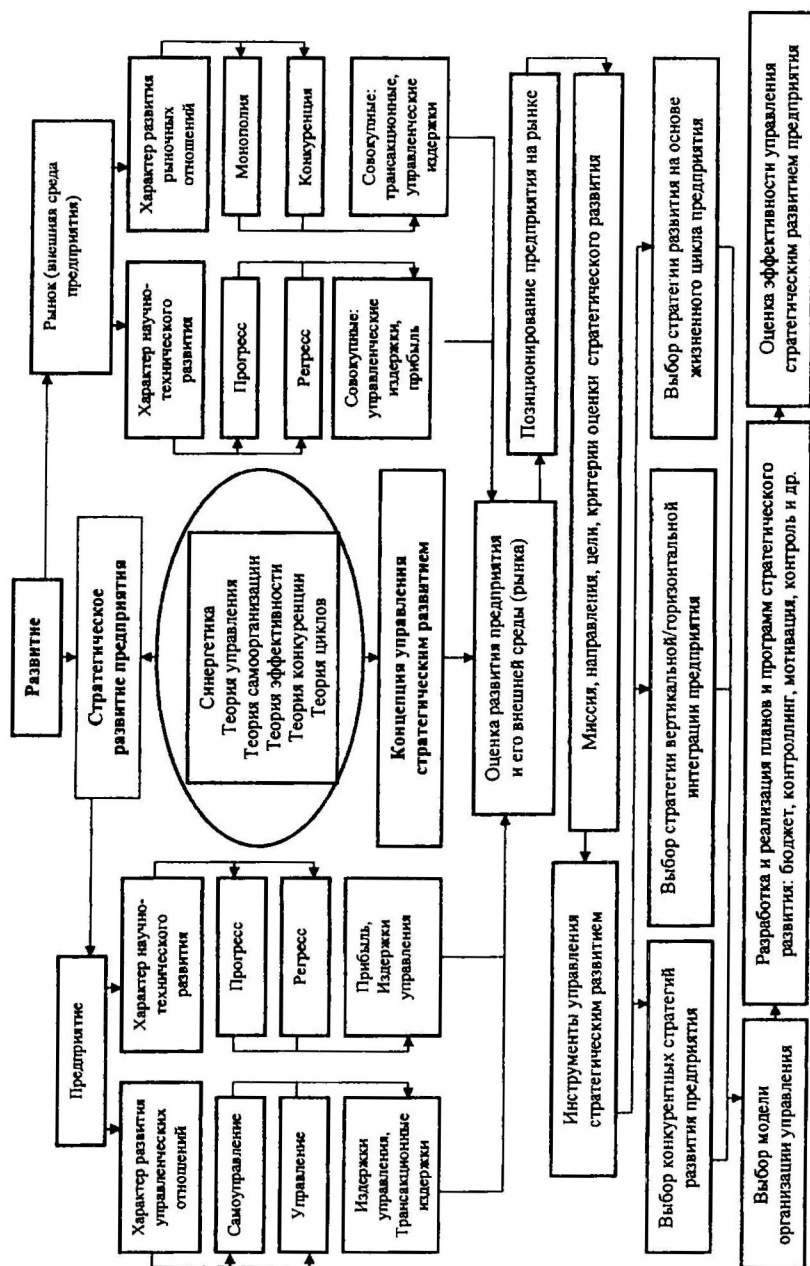 Развитие
Стратегическое
развитие предприятия
Предприятие
Рынок (внешняя среда
предприятия)
Характер развития
управленческих
отношений
Характер научно-
технического
развития
Характер научно-
технического
развития
Характер развития
рыночных
отношений
Самоуправление
Управление
Прогресс
Регресс
Синергетика
Теория управления
Теория самоорганизации
Теория эффективности
Теория конкуренции
Теория циклов
Прогресс
Регресс
Монополия
Конкуренция
Издержки
управления,
Трансакционные
издержки
Прибыль,
Издержки
управления
Концепция управления
стратегическим развитием
Совокупные:
управленческие
издержки,
прибыль
Совокупные:
трансакционные,
управленческие
издержки
Оценка развития предприятия
и его внешней среды (рынка)
Позиционирование предприятия на рынке
Миссия, направления, цели, критерии оценки стратегического развития
Инструменты управления
стратегическим развитием
Выбор конкурентных стратегий
развития предприятия
Выбор стратегии вертикальной/горизонтальной
интеграции предприятия
Выбор стратегии развития на основе
жизненного цикла предприятия
Выбор модели
организации управления
Разработка и реализация планов и программ стратегического
развития: бюджет, контроллинг, мотивация, контроль и др.
Оценка эффективности управления
стратегическим развитием предприятия